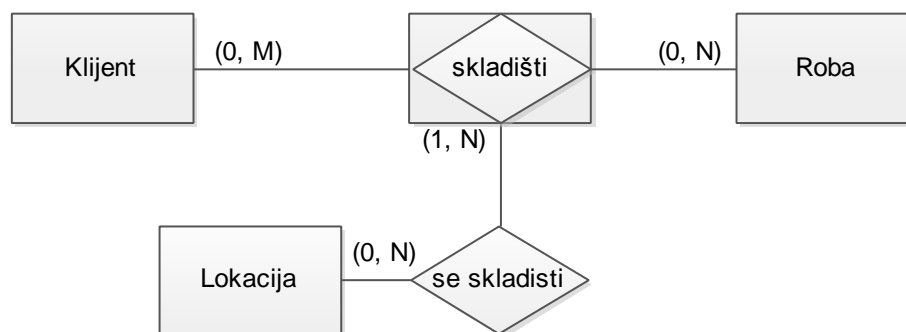 Klijent
(0, M)
skladišti
(0, N)
Roba
(1, N)
Lokacija
(0, N)
se skladisti